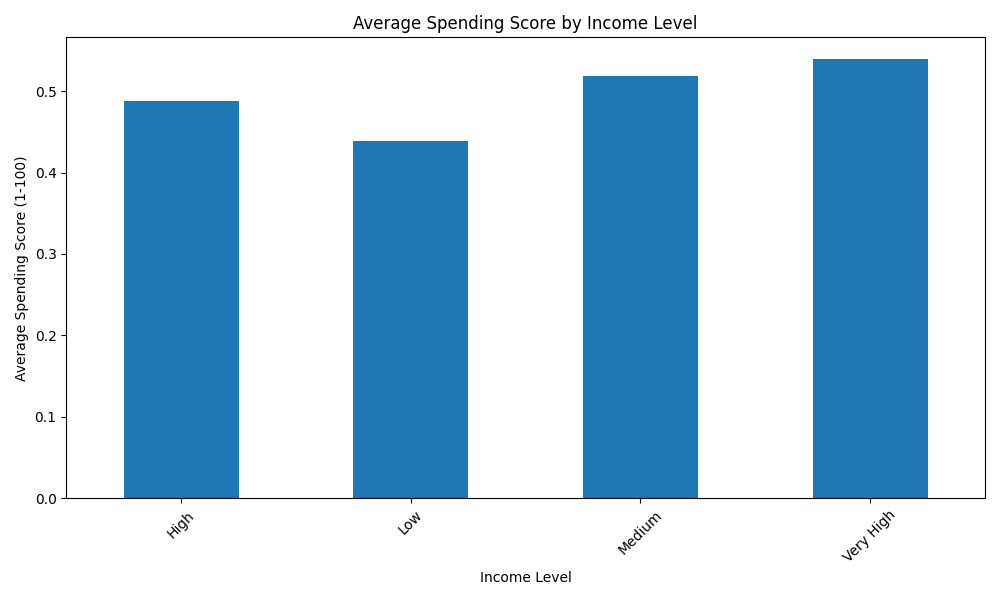 Average Spending Score by Income Level
Average Spending Score (1-100)
0.5
0.4
0.3
0.2
0.1
0.0
High
Low
Medium
Very High
Income Level